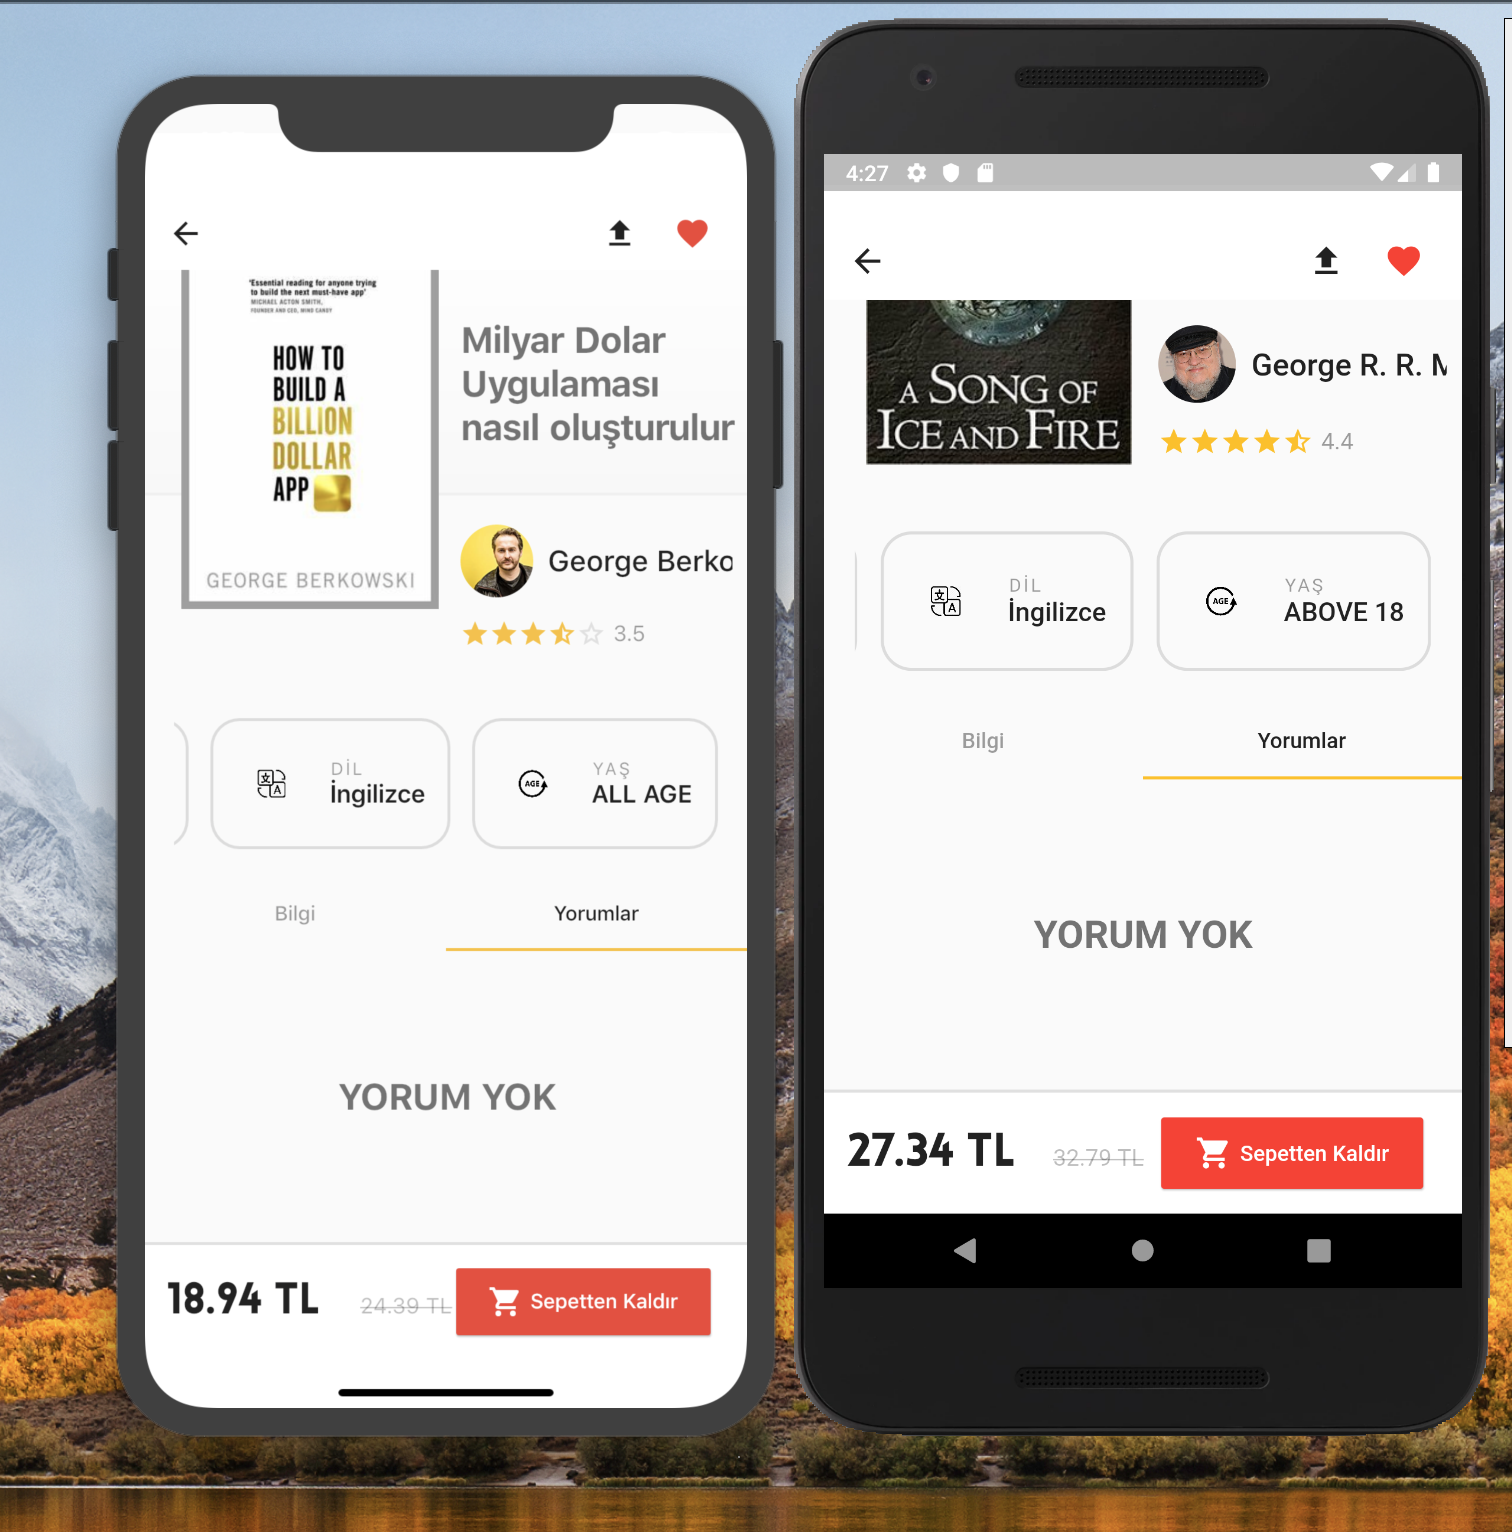 'Essential reading for anyone trying
to build the next must-have app'
MICHAEL ACTON SMITH,
FOUNDER AND CEO, MIND CANDY
HOW TO
BUILD A
BILLION
DOLLAR
APP
GEORGE BERKOWSKI
Milyar Dolar
Uygulaması
nasıl oluşturulur
George Berko
3.5
DİL
İngilizce
YAŞ
AGE
ALL AGE
Bilgi
Yorumlar
YORUM YOK
18.94 TL
24.39 TL
Sepetten Kaldır
4:27
A SONG OF
ICE AND FIRE
George R. R. M
4.4
DİL
İngilizce
YAŞ
AGE
ABOVE 18
Bilgi
Yorumlar
YORUM YOK
27.34 TL
32.79 TL
Sepetten Kaldır